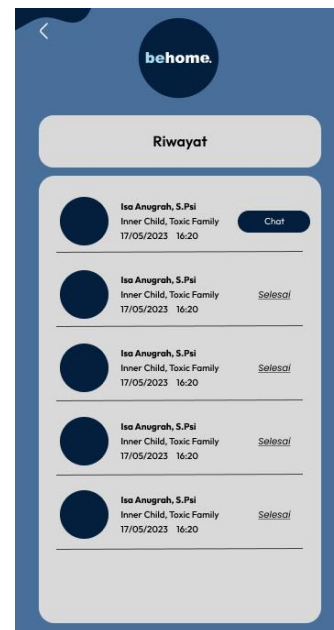 behome.
Riwayat
Isa Anugrah, S.Psi
Inner Child, Toxic Family
17/05/2023 16:20
Chat
Isa Anugrah, S.Psi
Inner Child, Toxic Family
17/05/2023 16:20
Selesai
Isa Anugrah, S.Psi
Inner Child, Toxic Family
17/05/2023 16:20
Selesai
Isa Anugrah, S.Psi
Inner Child, Toxic Family
17/05/2023 16:20
Selesai
Isa Anugrah, S.Psi
Inner Child, Toxic Family
17/05/2023 16:20
Selesai